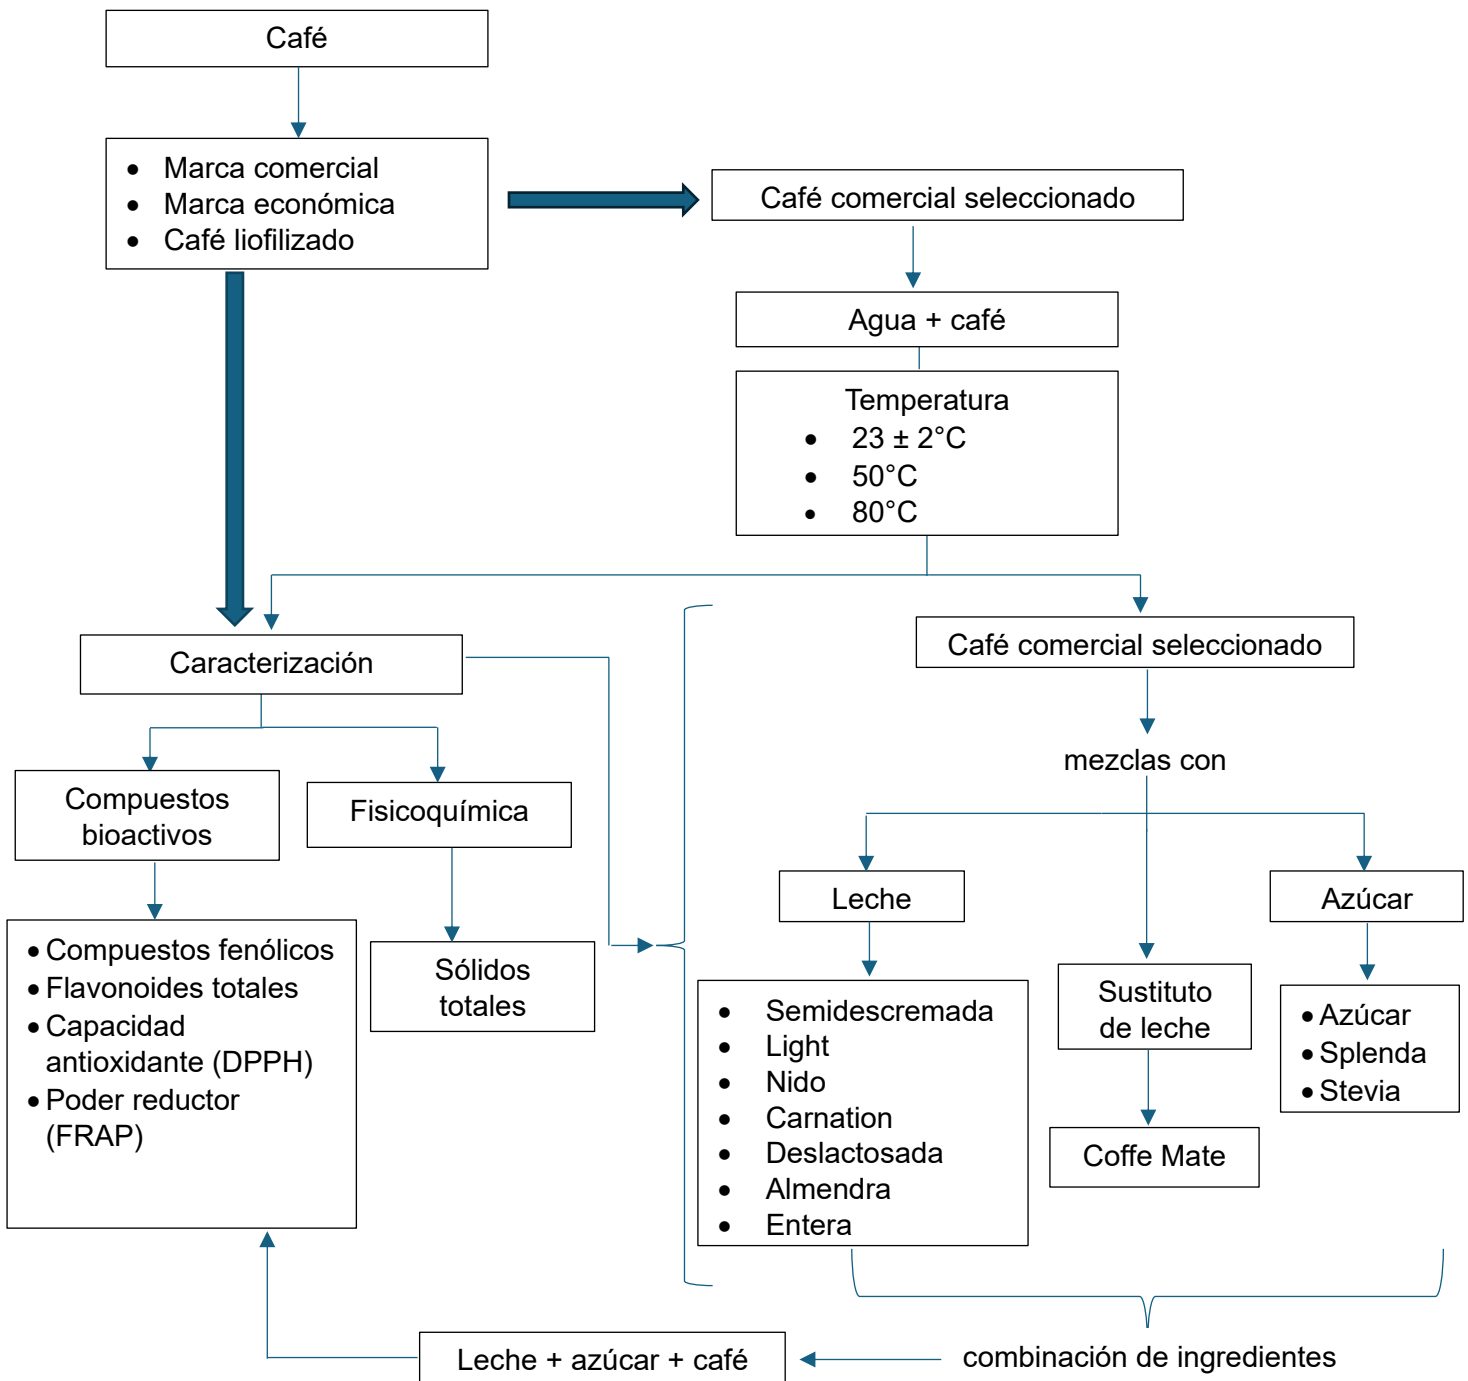 Café
• Marca comercial
• Marca económica
• Café liofilizado
Café comercial seleccionado
Agua + café
Temperatura
• 23 ± 2°C
• 50°C
• 80°C
Caracterización
Café comercial seleccionado
mezclas con
Compuestos
bioactivos
Fisicoquímica
Leche
Azúcar
• Compuestos fenólicos
• Flavonoides totales
• Capacidad
antioxidante (DPPH)
• Poder reductor
(FRAP)
Sólidos
totales
• Semidescremada
• Light
• Nido
• Carnation
• Deslactosada
• Almendra
• Entera
Sustituto
de leche
• Azúcar
• Splenda
• Stevia
Coffe Mate
Leche + azúcar + café
combinación de ingredientes